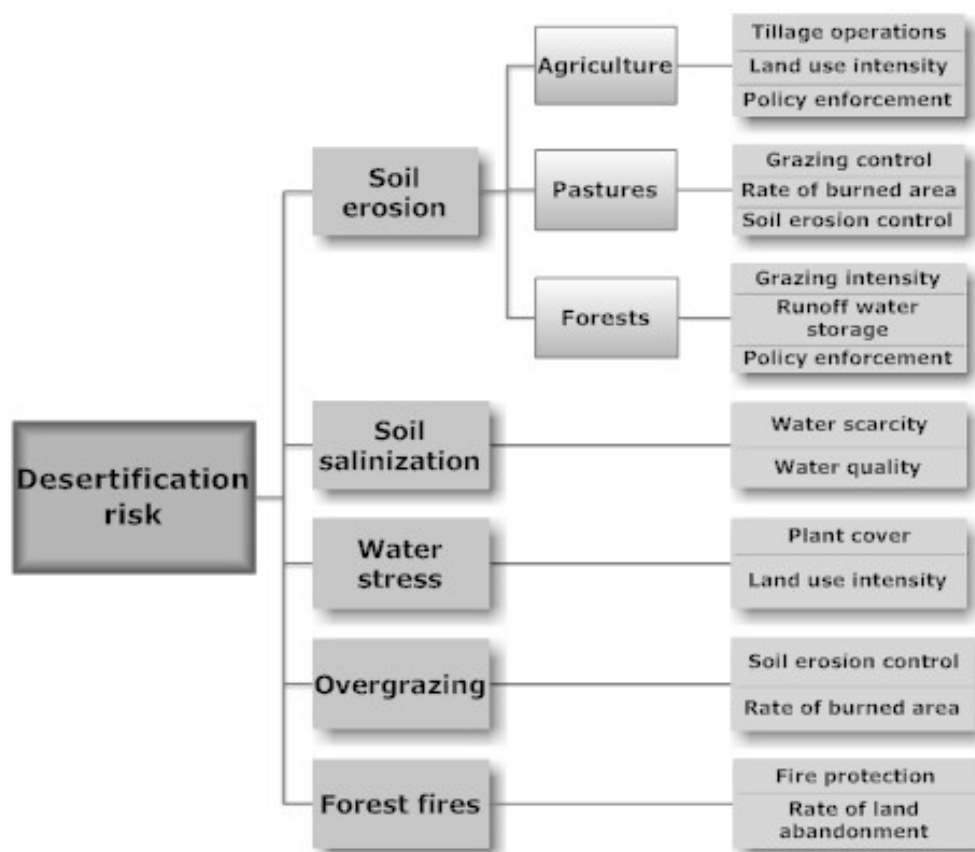 Tillage operations
Agriculture
Land use intensity
Policy enforcement
Soil
erosion
Grazing control
Pastures
Rate of burned area
Soil erosion control
Grazing intensity
Forests
Runoff water
storage
Policy enforcement
Desertification
risk
Soil
salinization
Water scarcity
Water quality
Water
stress
Plant cover
Land use intensity
Overgrazing
Soil erosion control
Rate of burned area
Forest fires
Fire protection
Rate of land
abandonment